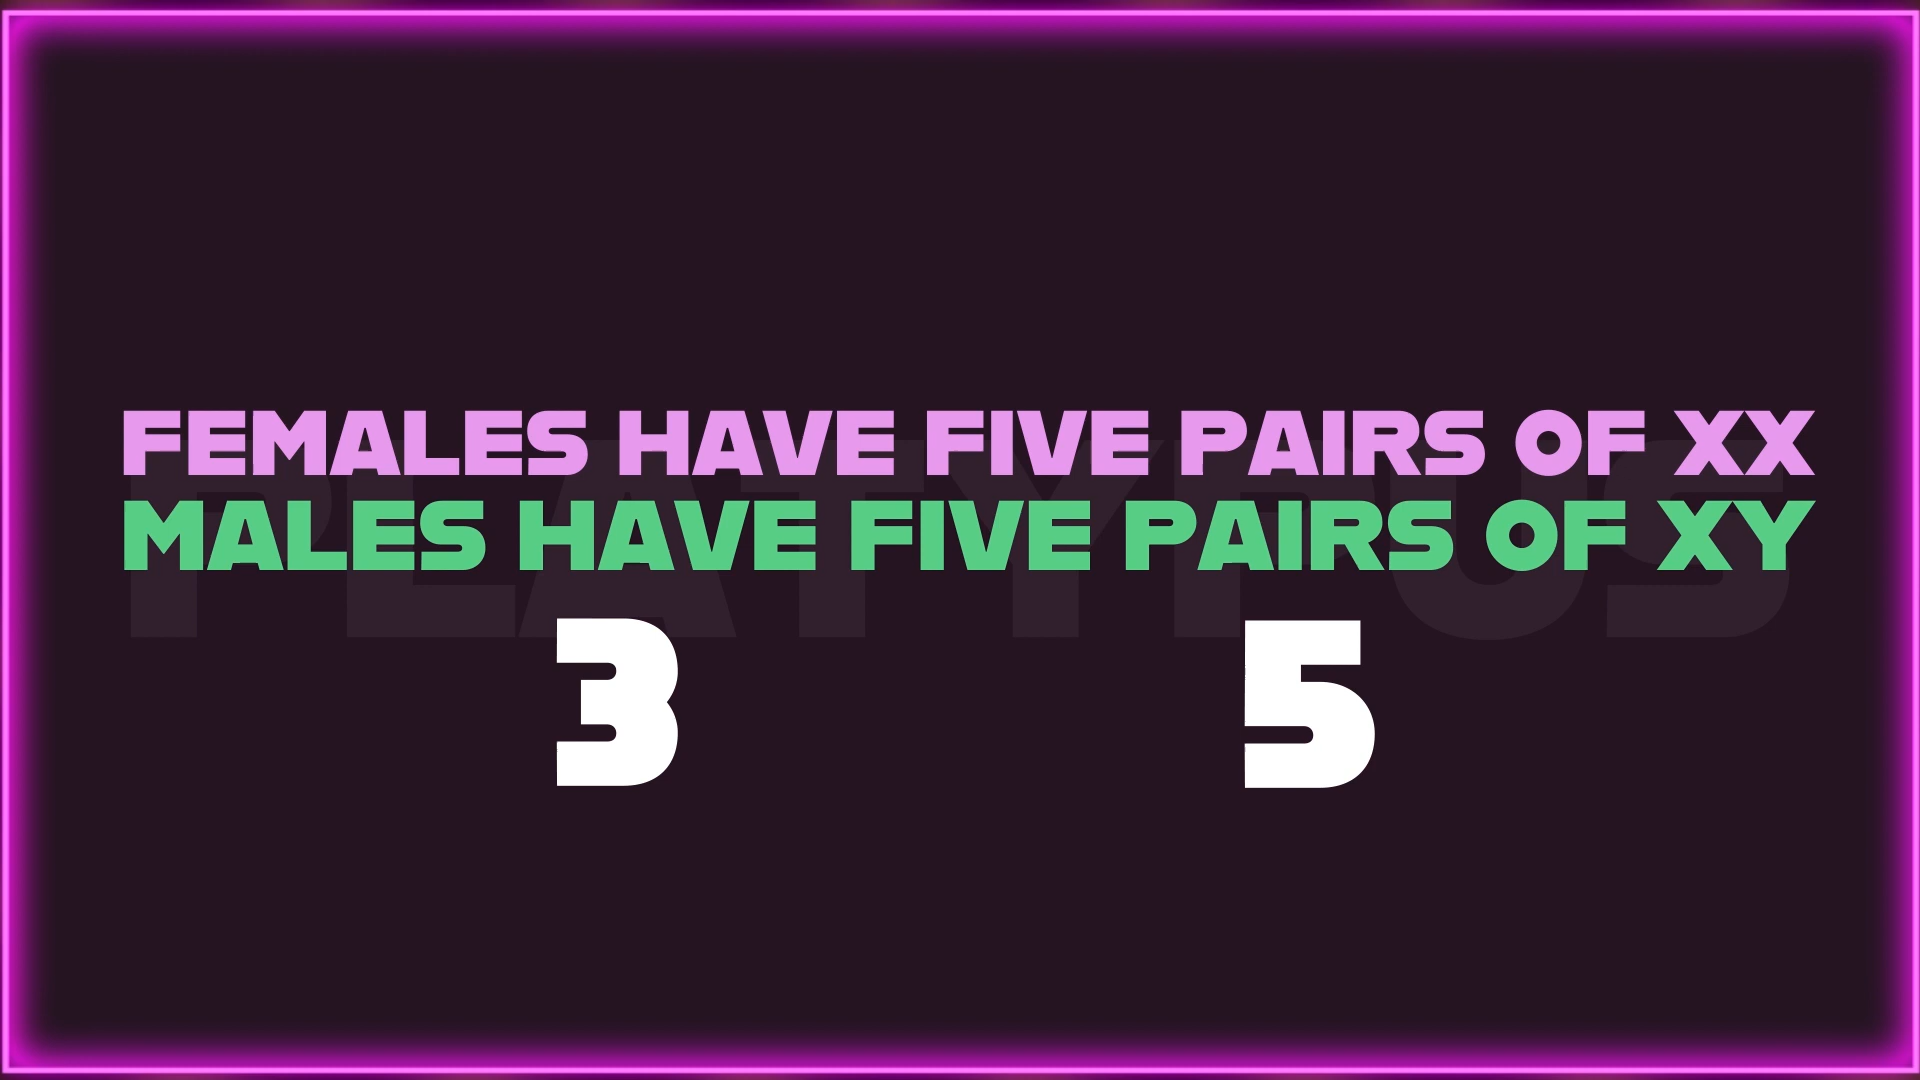 PLATYPUS
FEMALES HAVE FIVE PAIRS OF XX
MALES HAVE FIVE PAIRS OF XY
3 5